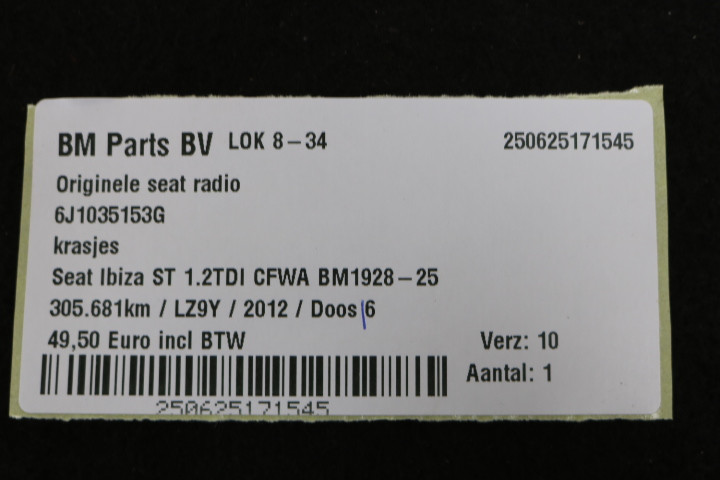 BM Parts BV LOK 8-34 250625171545
Originele seat radio
6J1035153G
krasjes
Seat Ibiza ST 1.2TDI CFWA BM1928-25
305.681km / LZ9Y / 2012 / Doos 6
49,50 Euro incl BTW Verz: 10
Aantal: 1
250625171545